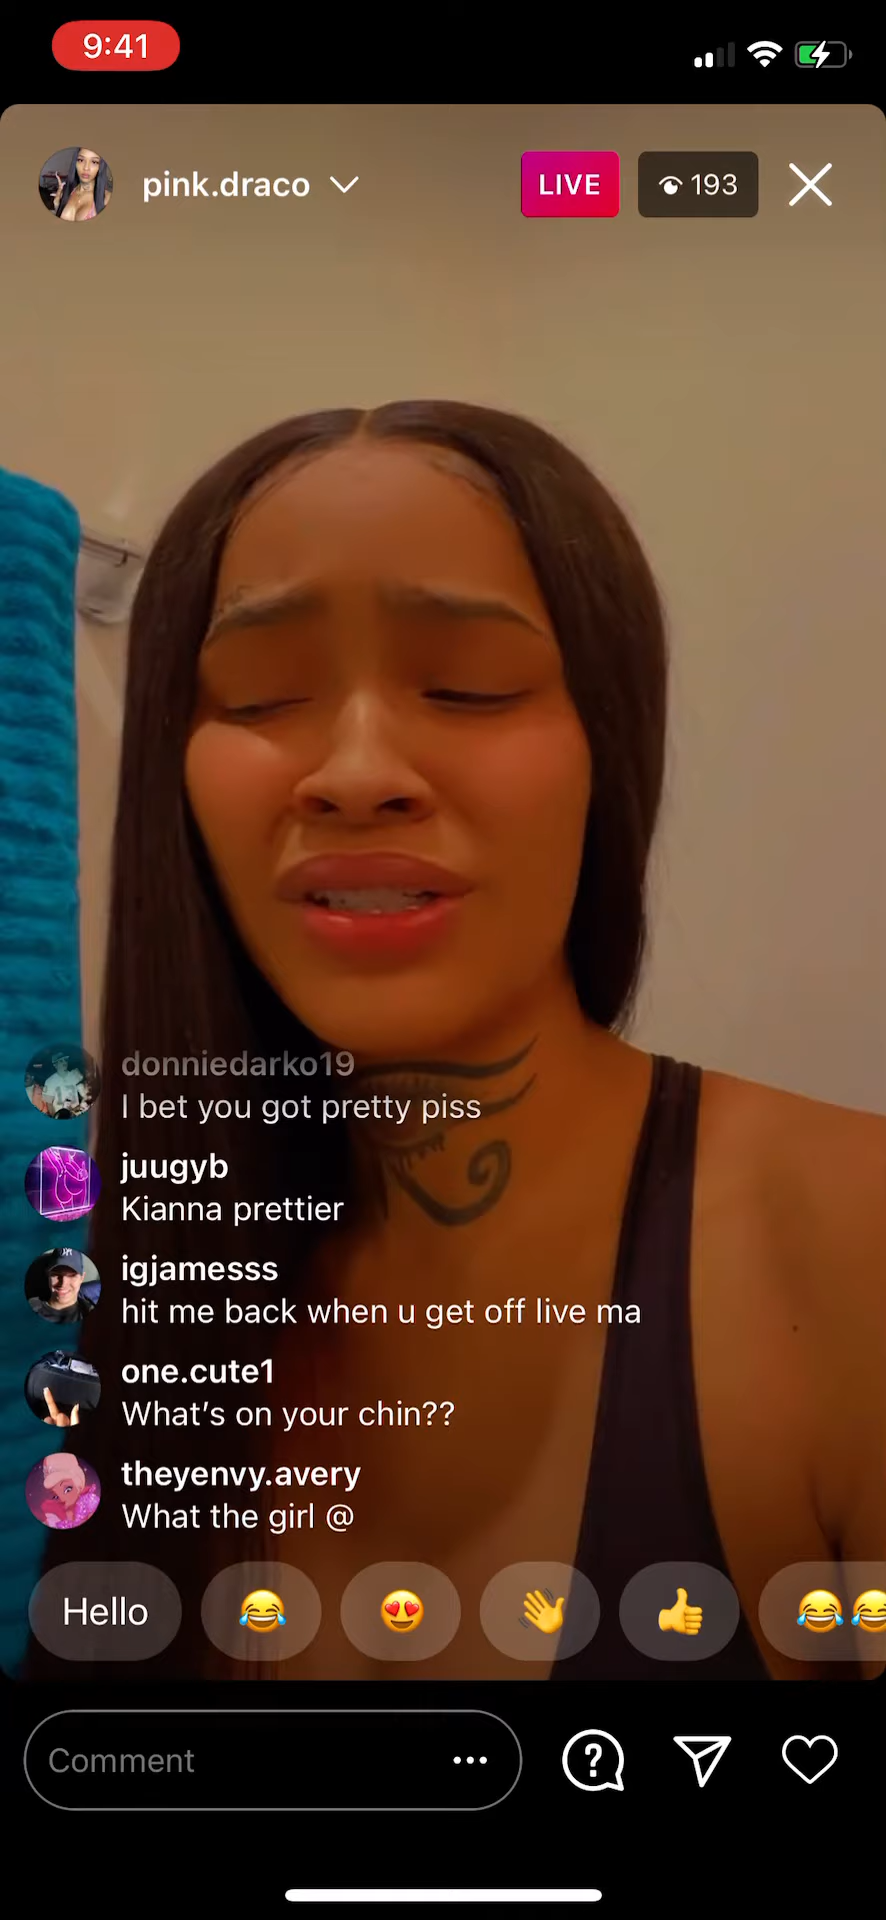 9:41
pink.draco
LIVE
193
donniedarko19
I bet you got pretty piss
juugyb
Kianna prettier
igjamesss
hit me back when u get off live ma
one.cute1
What's on your chin??
theyenvy.avery
What the girl @
Hello 😂 😍 👋 👍 😂😂
Comment